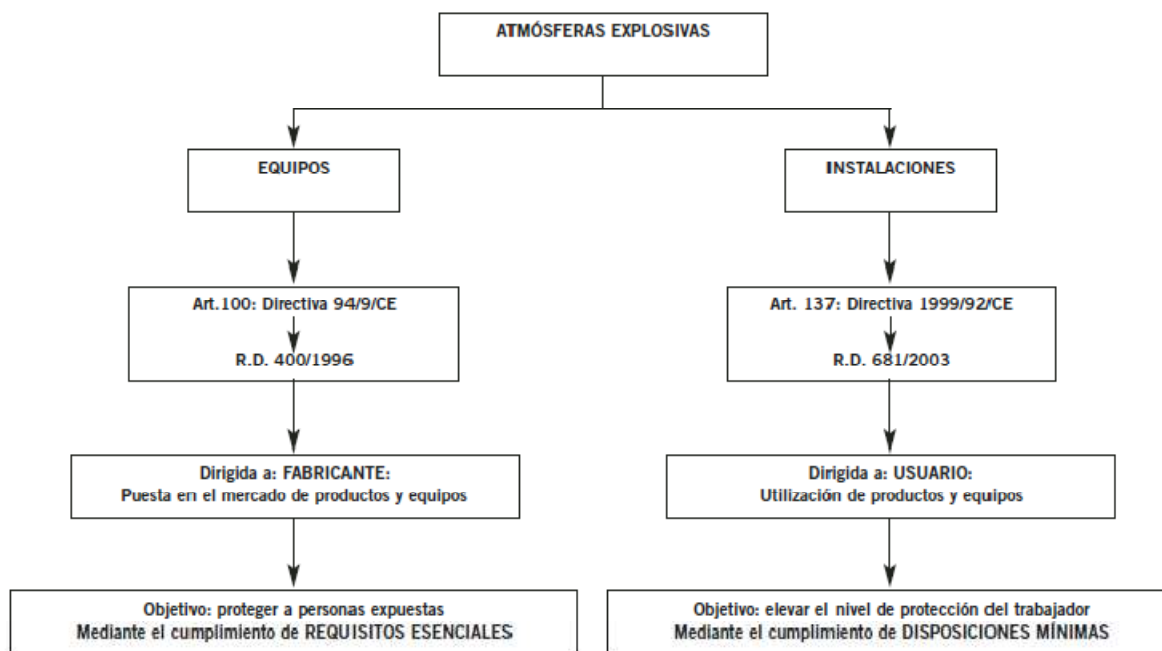 ATMÓSFERAS EXPLOSIVAS
EQUIPOS
INSTALACIONES
Art.100: Directiva 94/9/CE
R.D. 400/1996
Art. 137: Directiva 1999/92/CE
R.D. 681/2003
Dirigida a: FABRICANTE:
Puesta en el mercado de productos y equipos
Dirigida a: USUARIO:
Utilización de productos y equipos
Objetivo: proteger a personas expuestas
Mediante el cumplimiento de REQUISITOS ESENCIALES
Objetivo: elevar el nivel de protección del trabajador
Mediante el cumplimiento de DISPOSICIONES MÍNIMAS